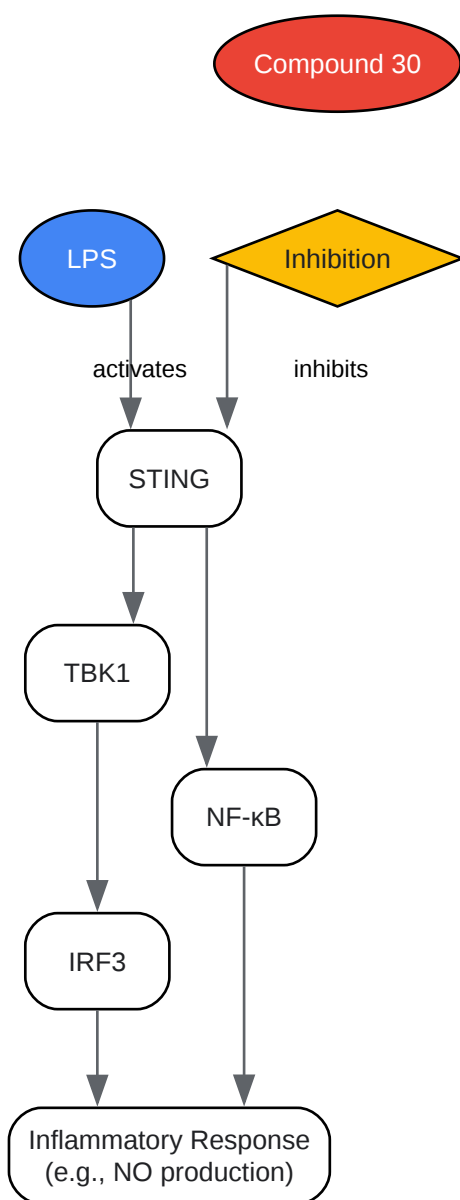 Compound 30
LPS
Inhibition
activates
inhibits
STING
TBK1
NF-κB
IRF3
Inflammatory Response
(e.g., NO production)